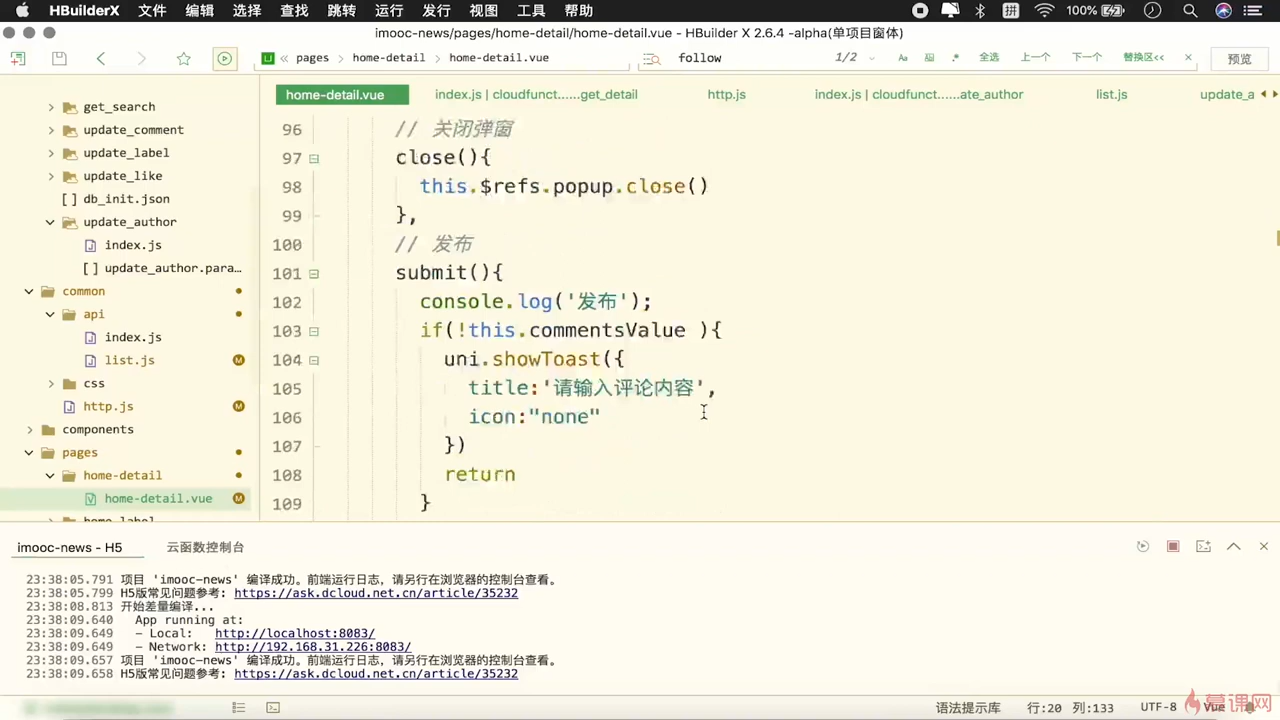 HBuilderX 文件 编辑 选择 查找 跳转 运行 发行 视图 工具 帮助 100%
imooc-news/pages/home-detail/home-detail.vue - HBuilder X 2.6.4 -alpha(单项目窗体)
pages home-detail home-detail.vue follow 1/2 Aa 全选 上一个 下一个 替换区<< 预览
home-detail.vue index.js | cloudfunct......get_detail http.js index.js | cloudfunct......ate_author list.js update_a
get_search
update_comment
update_label
update_like
[ ] db_init.json
update_author
index.js
[ ] update_author.para...
common
api
index.js
list.js M
css
http.js M
components
pages
home-detail
home-detail.vue M
home-label
96 // 关闭弹窗
97 close(){
98 this.$refs.popup.close()
99 },
100 // 发布
101 submit(){
102 console.log('发布');
103 if(!this.commentsValue ){
104 uni.showToast({
105 title:'请输入评论内容',
106 icon:"none"
107 })
108 return
109 }
imooc-news - H5 云函数控制台
23:38:05.791 项目 'imooc-news' 编译成功。前端运行日志，请另行在浏览器的控制台查看。
23:38:05.799 H5版常见问题参考: https://ask.dcloud.net.cn/article/35232
23:38:08.813 开始差量编译...
23:38:09.640 App running at:
23:38:09.649 - Local: http://localhost:8083/
23:38:09.649 - Network: http://192.168.31.226:8083/
23:38:09.657 项目 'imooc-news' 编译成功。前端运行日志，请另行在浏览器的控制台查看。
23:38:09.658 H5版常见问题参考: https://ask.dcloud.net.cn/article/35232
语法提示库 行:20 列:133 UTF-8 Vue
慕课网